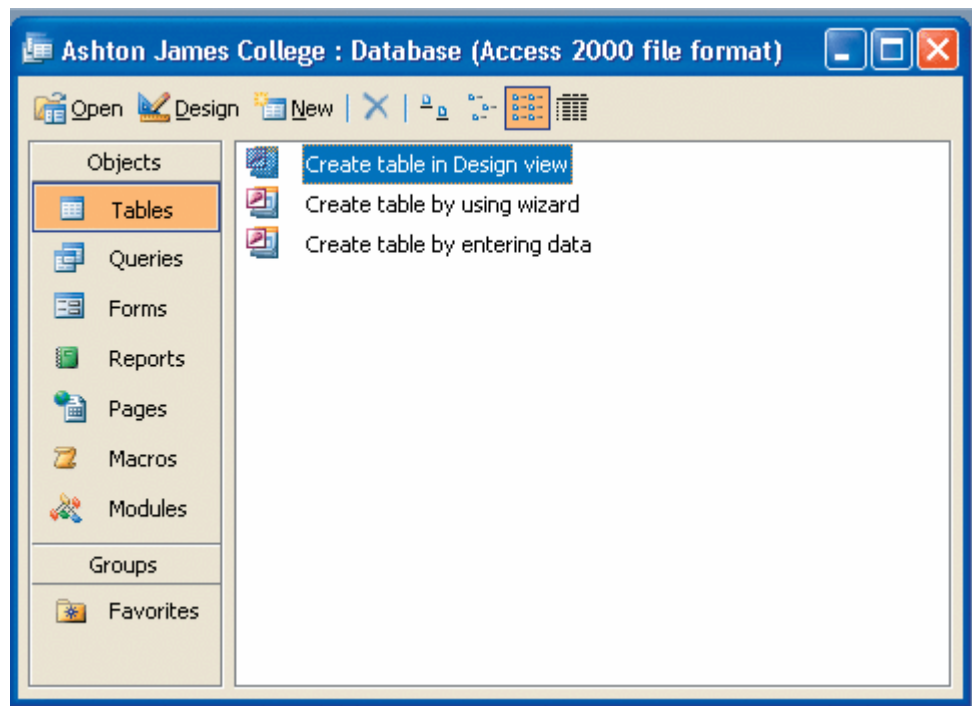 Ashton James College : Database (Access 2000 file format)
Open Design New
Objects
Tables
Queries
Forms
Reports
Pages
Macros
Modules
Groups
Favorites
Create table in Design view
Create table by using wizard
Create table by entering data